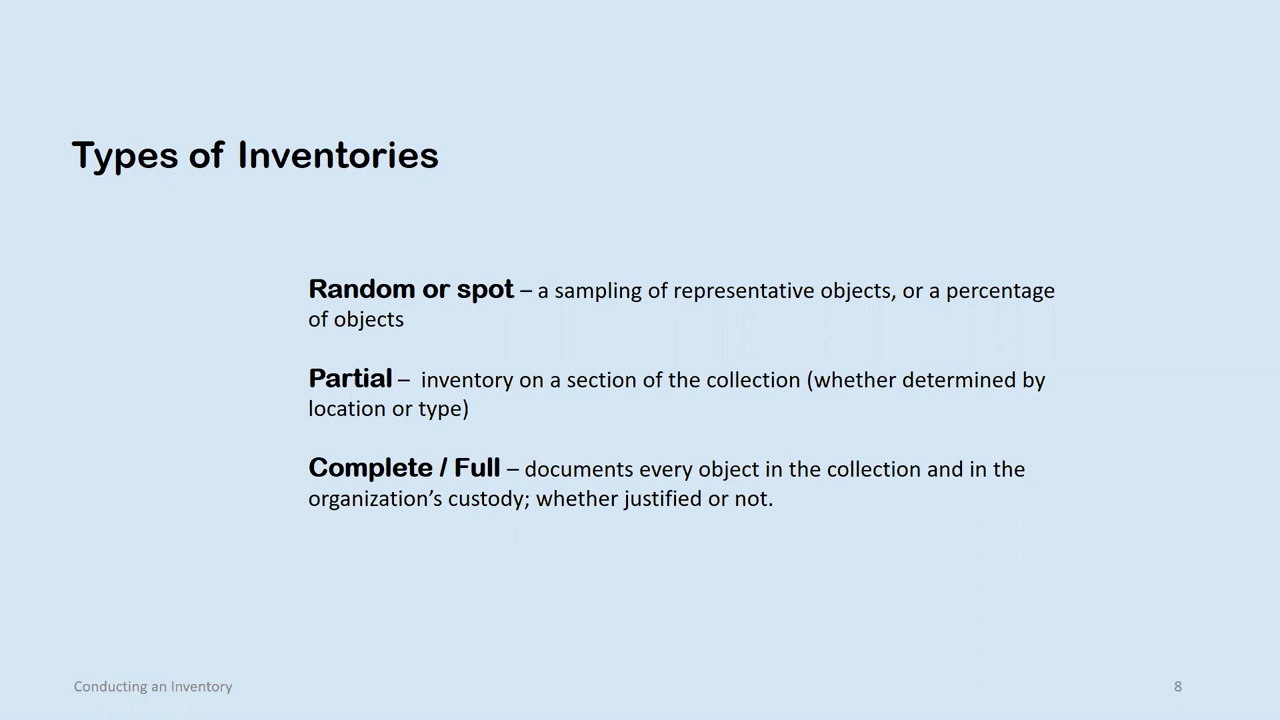 Types of Inventories
Random or spot – a sampling of representative objects, or a percentage
of objects
Partial – inventory on a section of the collection (whether determined by
location or type)
Complete / Full – documents every object in the collection and in the
organization’s custody; whether justified or not.
Conducting an Inventory
8